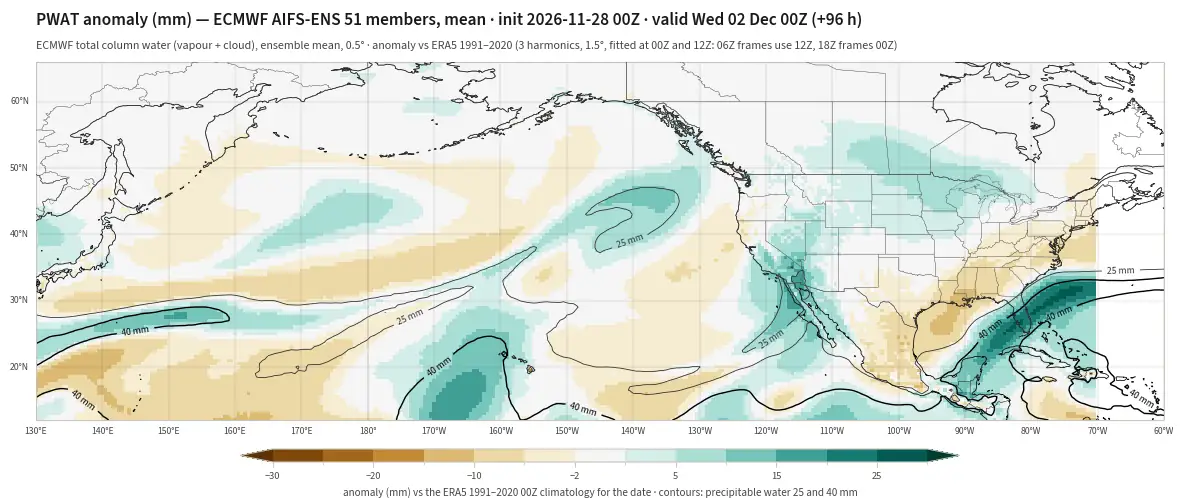 PWAT anomaly (mm) — ECMWF AIFS-ENS 51 members, mean · init 2026-11-28 00Z · valid Wed 02 Dec 00Z (+96 h)
ECMWF total column water (vapour + cloud), ensemble mean, 0.5° · anomaly vs ERA5 1991–2020 (3 harmonics, 1.5°, fitted at 00Z and 12Z: 06Z frames use 12Z, 18Z frames 00Z)
60°N
50°N
40°N
25 mm
25 mm
30°N
25 mm
40 mm
40 mm
40 mm
25 mm
20°N
40 mm
40 mm
40 mm
40 mm
130°E 140°E 150°E 160°E 170°E 180° 170°W 160°W 150°W 140°W 130°W 120°W 110°W 100°W 90°W 80°W 70°W 60°W
−30 −20 −10 −2 5 15 25
anomaly (mm) vs the ERA5 1991–2020 00Z climatology for the date · contours: precipitable water 25 and 40 mm